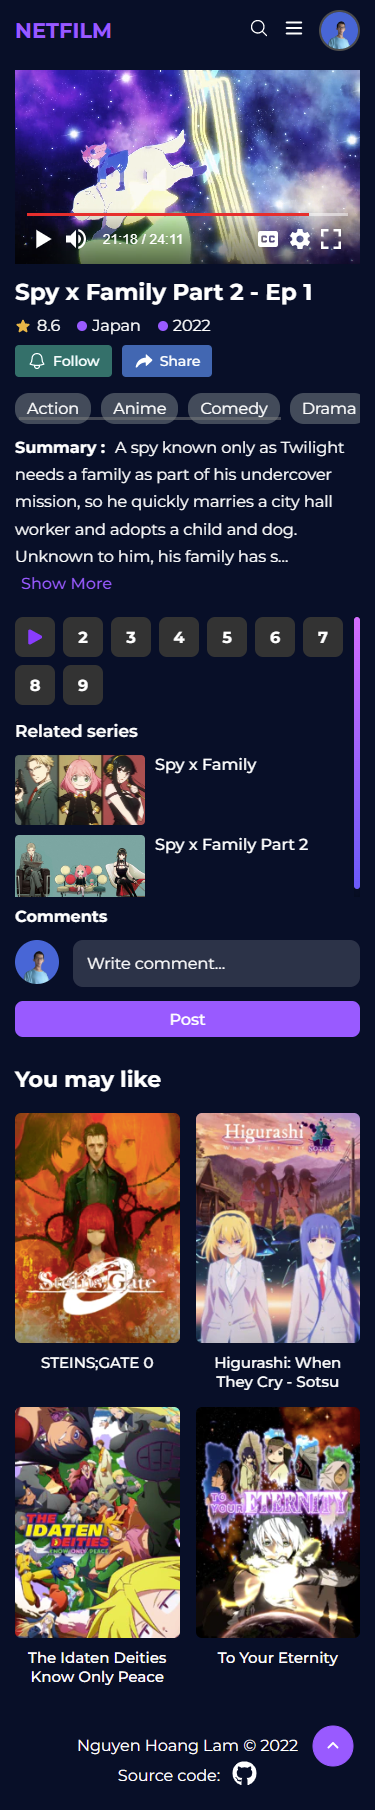 NETFILM
21:18 / 24:11
CC
Spy x Family Part 2 - Ep 1
8.6 Japan 2022
Follow Share
Action Anime Comedy Drama
Summary : A spy known only as Twilight
needs a family as part of his undercover
mission, so he quickly marries a city hall
worker and adopts a child and dog.
Unknown to him, his family has s...
Show More
2 3 4 5 6 7
8 9
Related series
Spy x Family
Spy x Family Part 2
Comments
Write comment...
Post
You may like
Steins;Gate
Higurashi
SOTSU
STEINS;GATE 0
Higurashi: When
They Cry - Sotsu
THE
IDATEN
DEITIES
KNOW ONLY PEACE
TO YOUR ETERNITY
The Idaten Deities
Know Only Peace
To Your Eternity
Nguyen Hoang Lam © 2022
Source code: